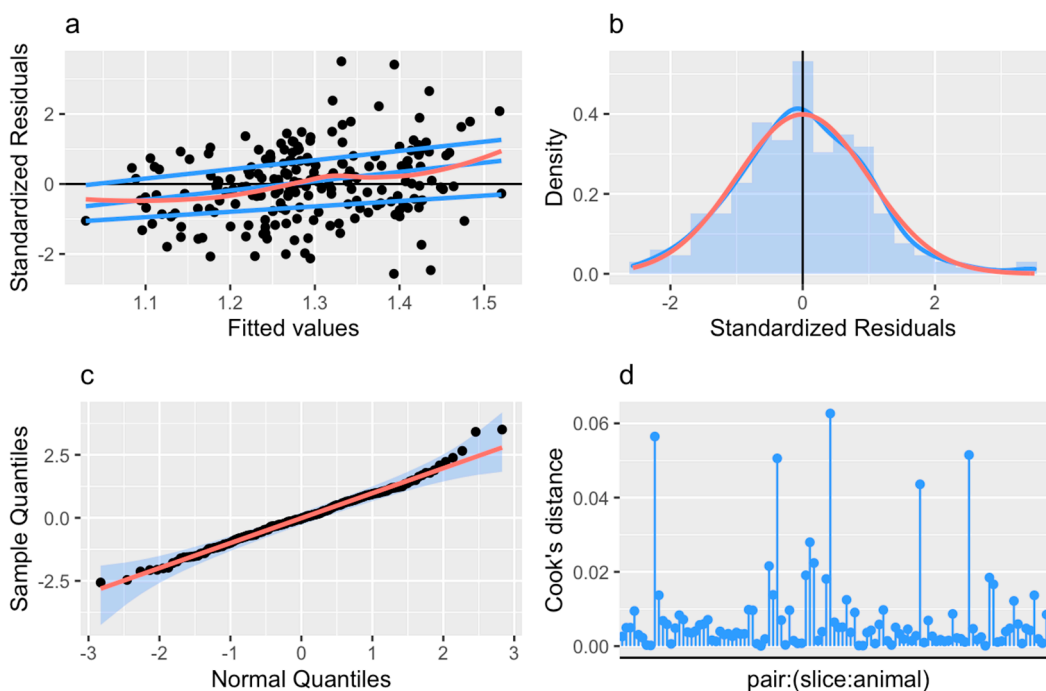 a
Standardized Residuals
2
0
-2
1.1 1.2 1.3 1.4 1.5
Fitted values
b
Density
0.4
0.2
0.0
-2 0 2
Standardized Residuals
c
Sample Quantiles
2.5
0.0
-2.5
-3 -2 -1 0 1 2 3
Normal Quantiles
d
Cook's distance
0.06
0.04
0.02
0.00
pair:(slice:animal)